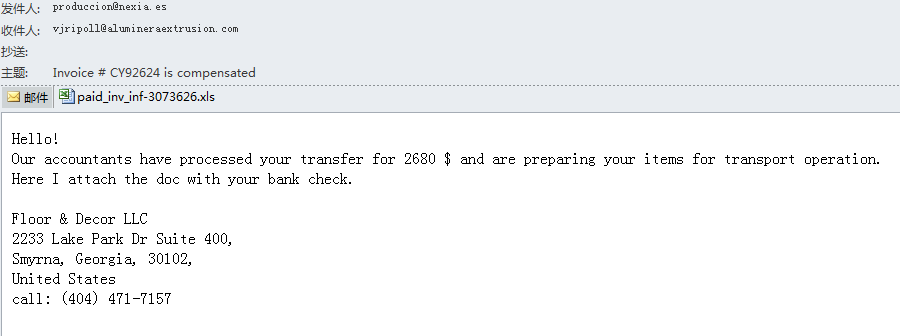 发件人: produccion@nexia.es
收件人: vjripoll@alumineraextrusion.com
抄送:
主题: Invoice # CY92624 is compensated
邮件 paid_inv_inf-3073626.xls
Hello!
Our accountants have processed your transfer for 2680 $ and are preparing your items for transport operation.
Here I attach the doc with your bank check.
Floor & Decor LLC
2233 Lake Park Dr Suite 400,
Smyrna, Georgia, 30102,
United States
call: (404) 471-7157